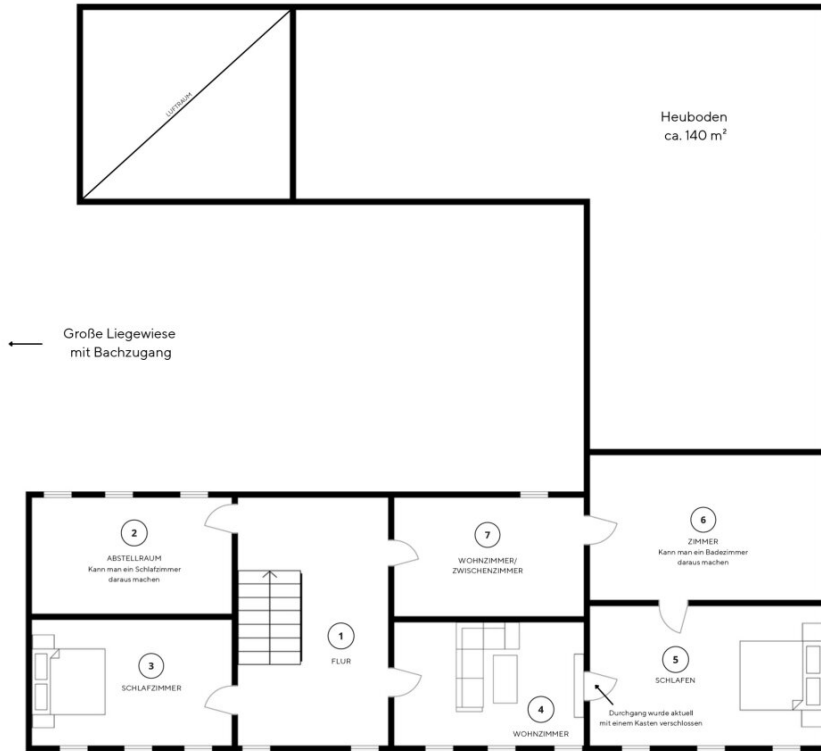 LUFTRAUM
Heuboden
ca. 140 m²
Große Liegewiese
mit Bachzugang
2
ABSTELLRAUM
Kann man ein Schlafzimmer
daraus machen
7
WOHNZIMMER/
ZWISCHENZIMMER
6
ZIMMER
Kann man ein Badezimmer
daraus machen
1
FLUR
3
SCHLAFZIMMER
4
WOHNZIMMER
5
SCHLAFEN
Durchgang wurde aktuell
mit einem Kasten verschlossen